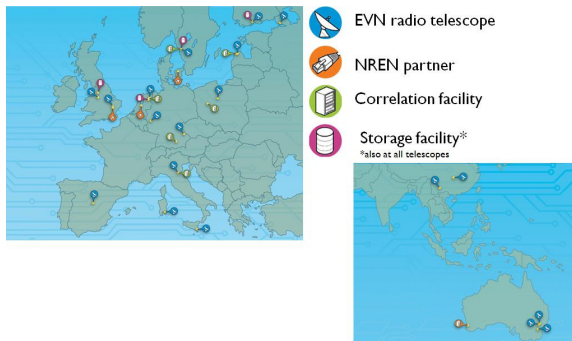 EVN radio telescope
NREN partner
Correlation facility
Storage facility*
*also at all telescopes